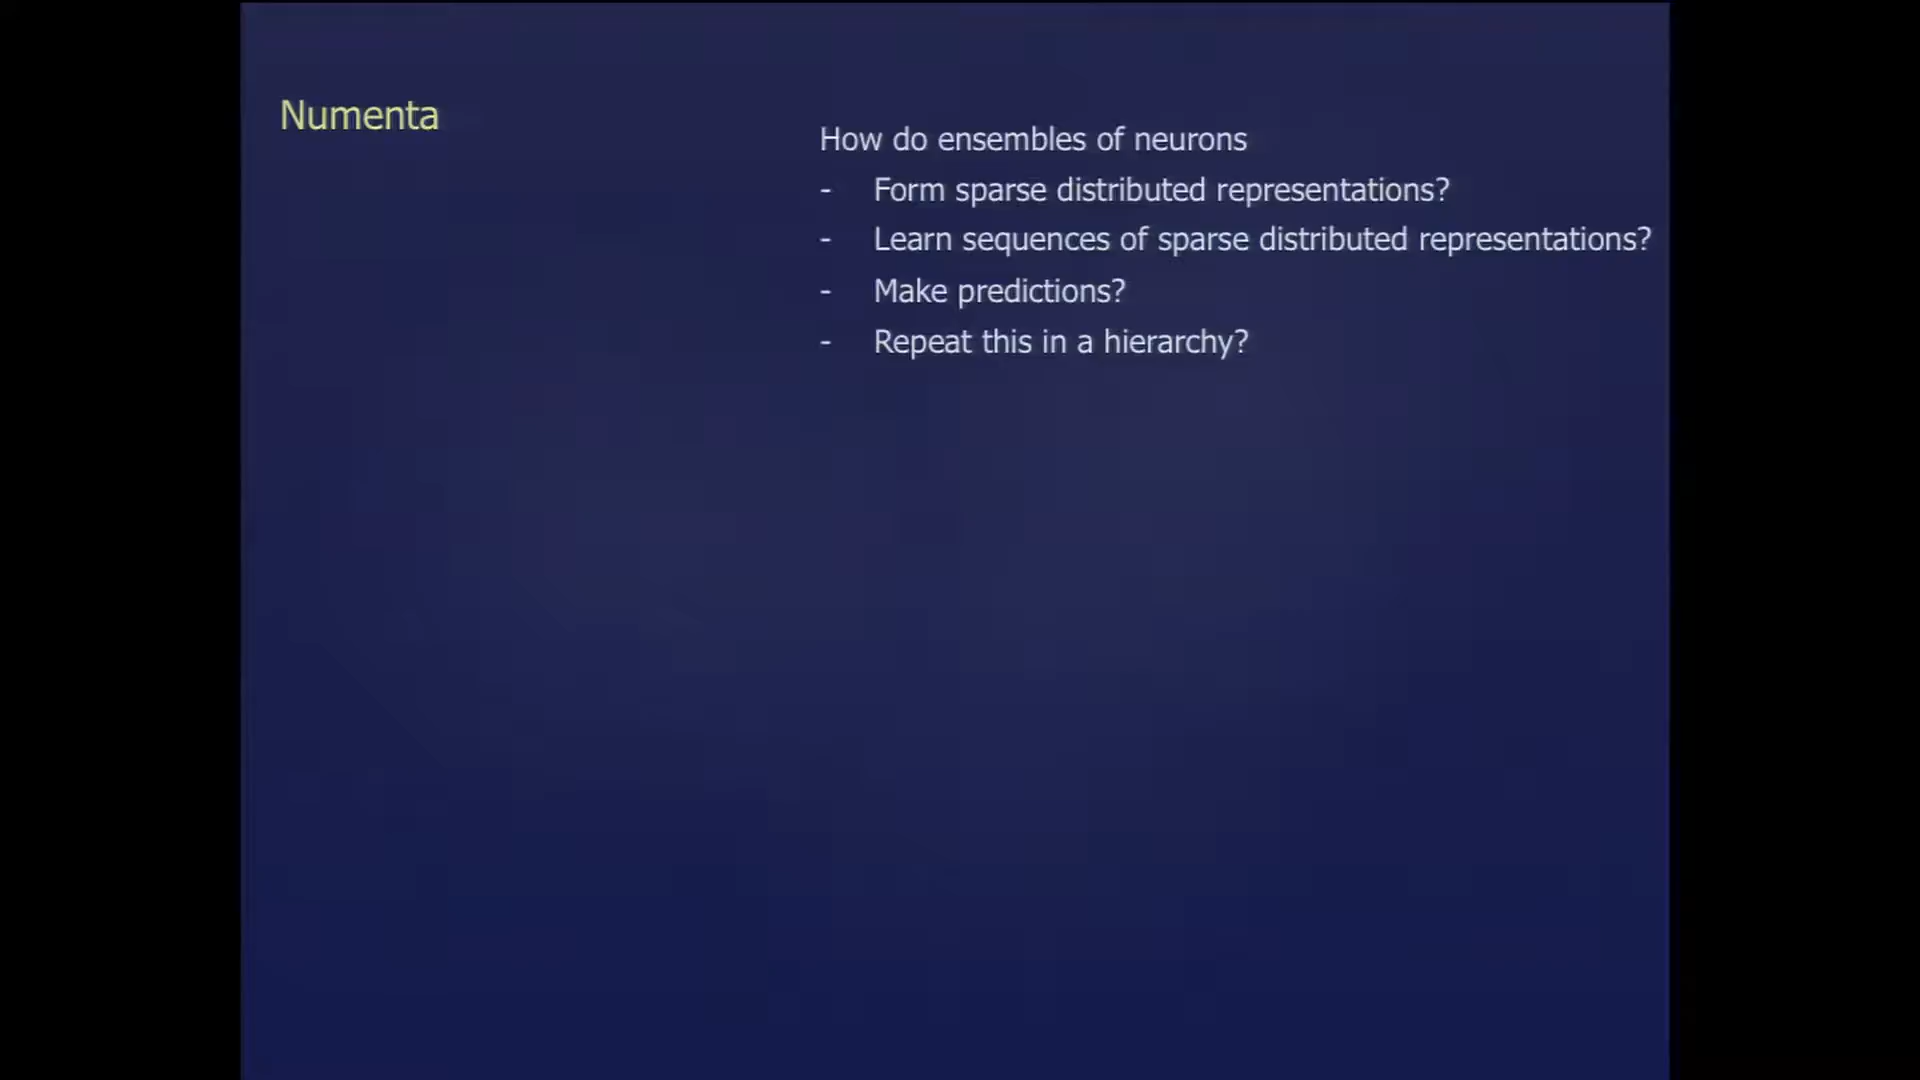 Numenta
How do ensembles of neurons
- Form sparse distributed representations?
- Learn sequences of sparse distributed representations?
- Make predictions?
- Repeat this in a hierarchy?